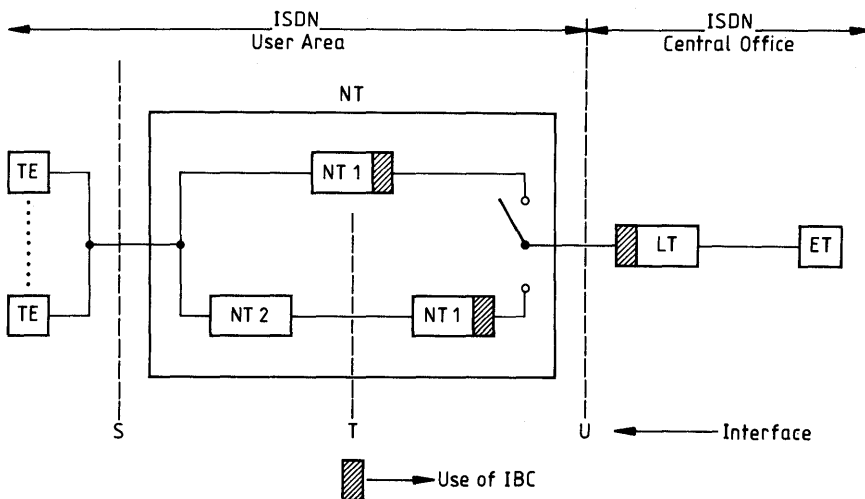 ISDN
User Area
ISDN
Central Office
NT
TE
NT 1
LT
ET
TE
NT 2
NT 1
S
T
U
Interface
Use of IBC